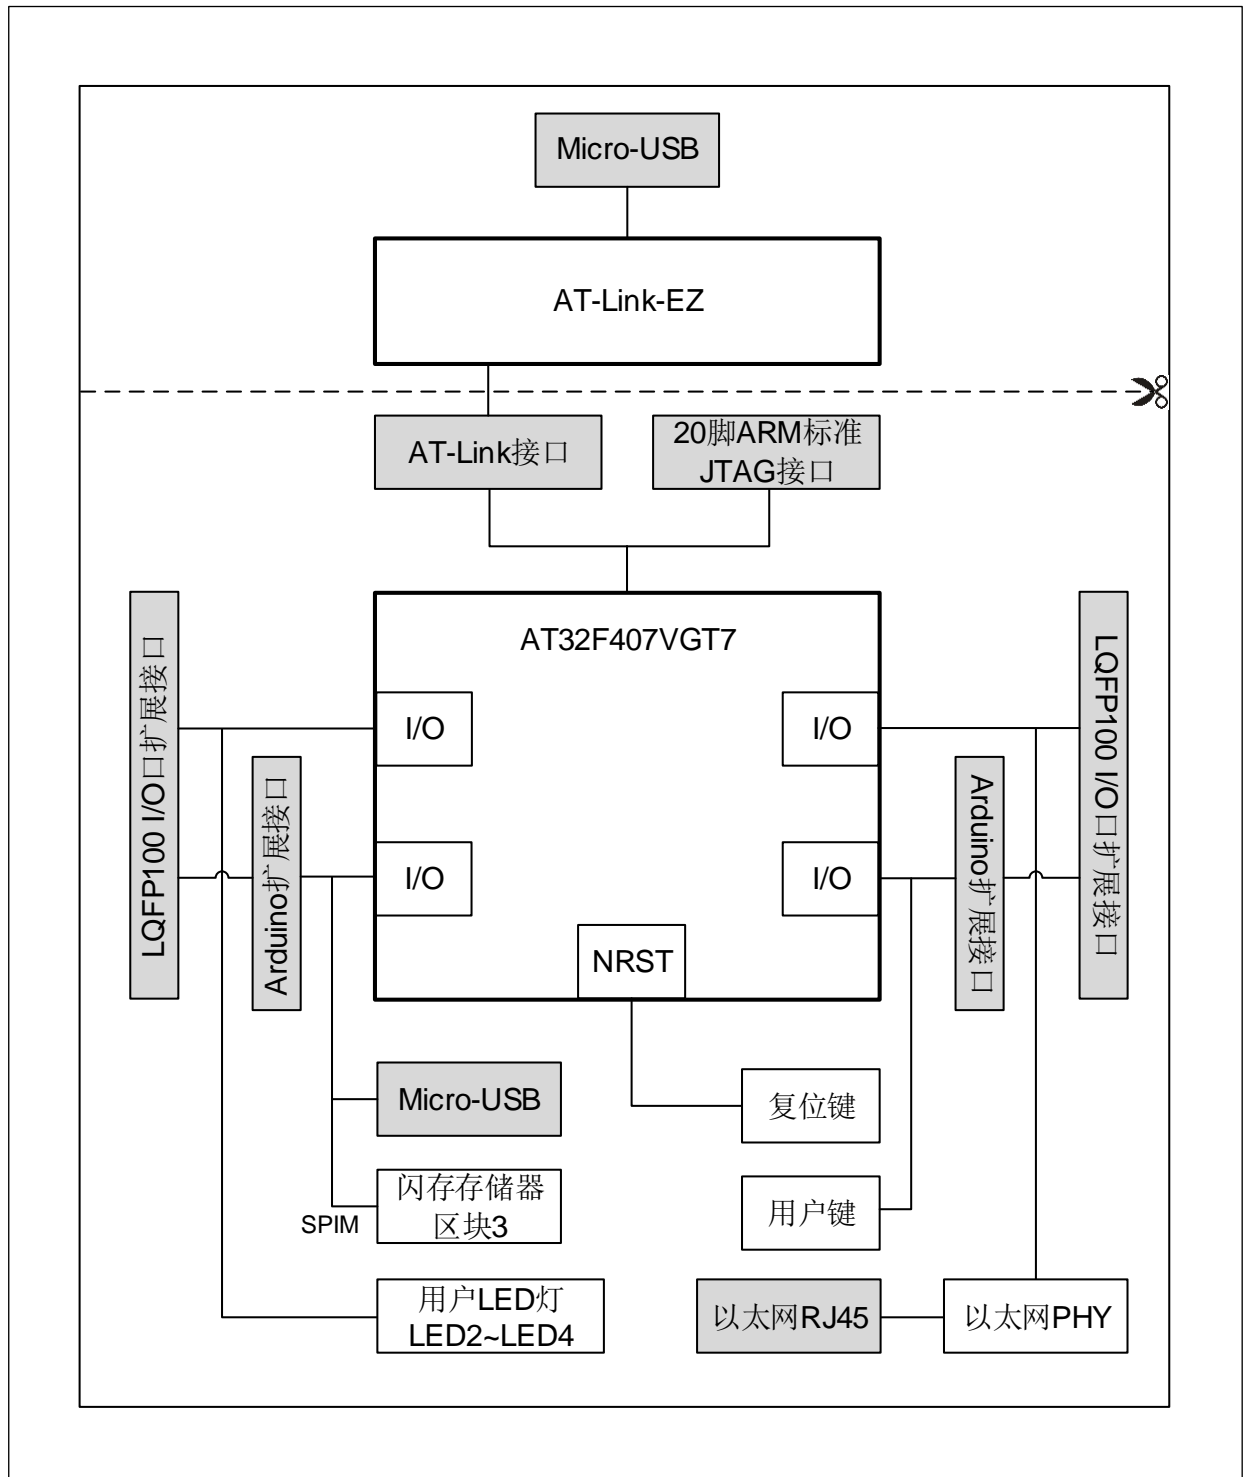 Micro-USB
AT-Link-EZ
AT-Link接口
20脚ARM标准
JTAG接口
AT32F407VGT7
LQFP100 I/O口扩展接口
I/O
I/O
LQFP100 I/O口扩展接口
Arduino扩展接口
I/O
I/O
Arduino扩展接口
NRST
Micro-USB
复位键
闪存存储器
区块3
SPIM
用户键
用户LED灯
LED2~LED4
以太网RJ45
以太网PHY